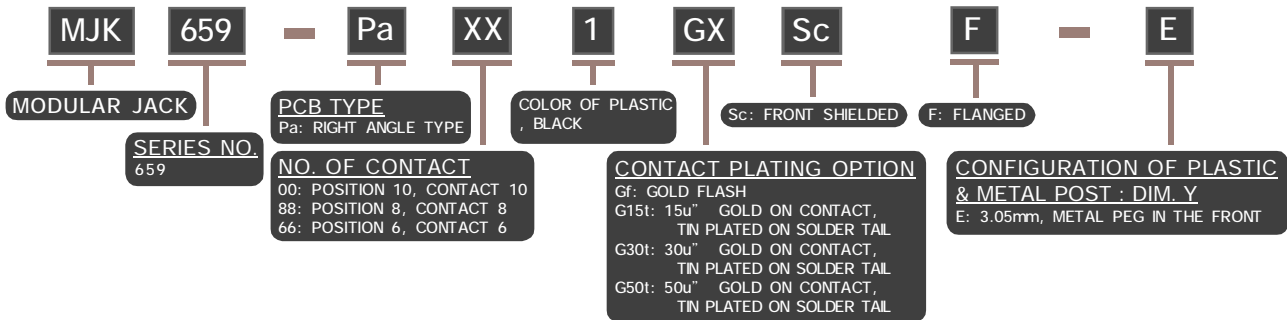 MJK 659 - Pa XX 1 GX Sc F - E
MODULAR JACK
SERIES NO.
659
PCB TYPE
Pa: RIGHT ANGLE TYPE
NO. OF CONTACT
00: POSITION 10, CONTACT 10
88: POSITION 8, CONTACT 8
66: POSITION 6, CONTACT 6
COLOR OF PLASTIC
, BLACK
CONTACT PLATING OPTION
Gf: GOLD FLASH
G15t: 15u” GOLD ON CONTACT,
TIN PLATED ON SOLDER TAIL
G30t: 30u” GOLD ON CONTACT,
TIN PLATED ON SOLDER TAIL
G50t: 50u” GOLD ON CONTACT,
TIN PLATED ON SOLDER TAIL
Sc: FRONT SHIELDED
F: FLANGED
CONFIGURATION OF PLASTIC
& METAL POST : DIM. Y
E: 3.05mm, METAL PEG IN THE FRONT